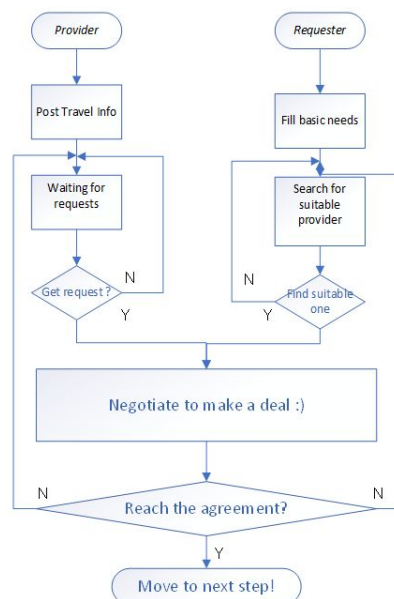 Provider
Requester
Post Travel Info
Fill basic needs
Waiting for
requests
Search for
suitable
provider
N
N
Get request ?
Find suitable
one
Y
Y
Negotiate to make a deal :)
N
N
Reach the agreement?
Y
Move to next step!